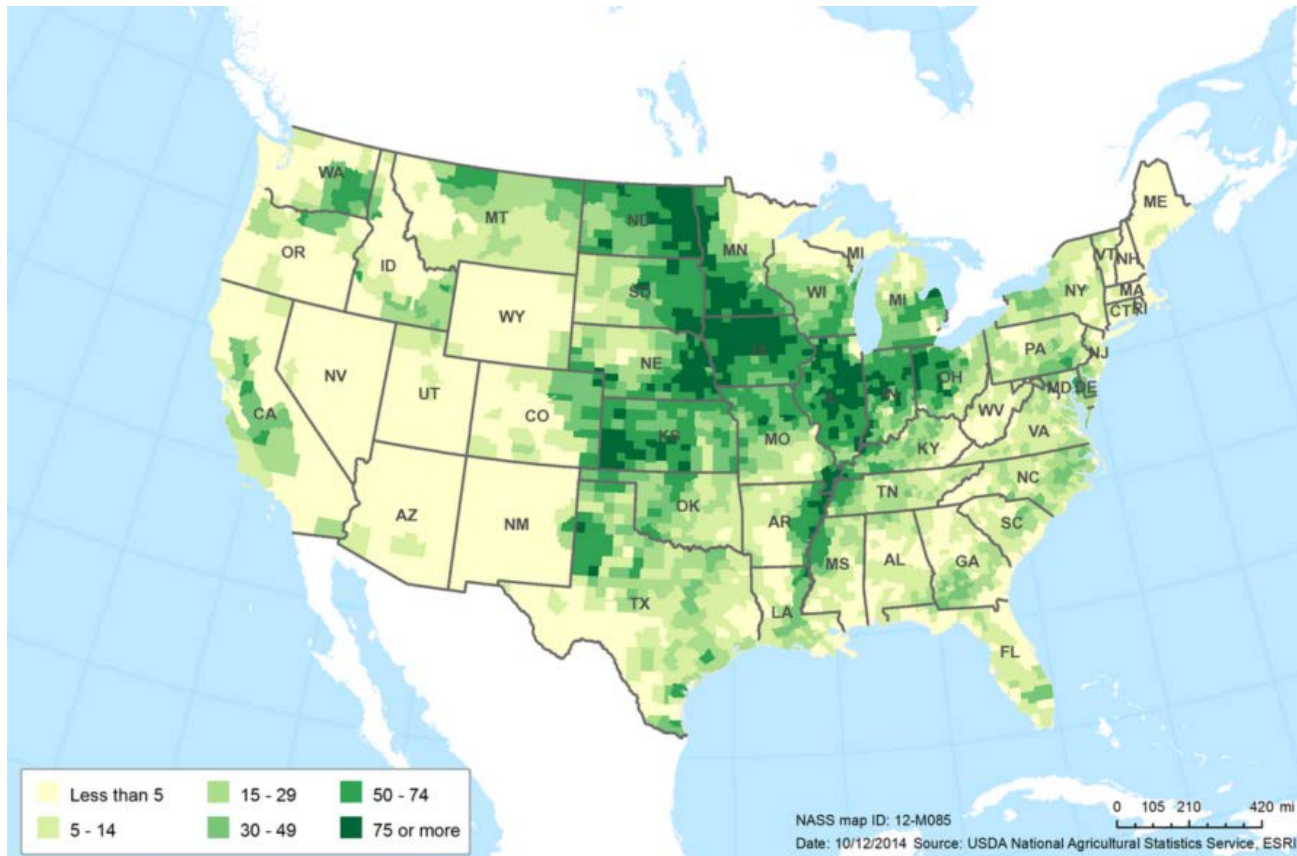 WA
MT
ND
MN
MI
ME
VT
NH
OR
ID
SD
WI
MI
NY
MA
CT
RI
WY
IA
PA
NJ
NV
UT
CO
NE
IL
IN
OH
MD
DE
CA
KS
MO
WV
VA
KY
AZ
NM
OK
AR
TN
NC
SC
TX
LA
MS
AL
GA
FL
Less than 5
15 - 29
50 - 74
5 - 14
30 - 49
75 or more
0 105 210 420 mi
NASS map ID: 12-M085
Date: 10/12/2014 Source: USDA National Agricultural Statistics Service, ESRI